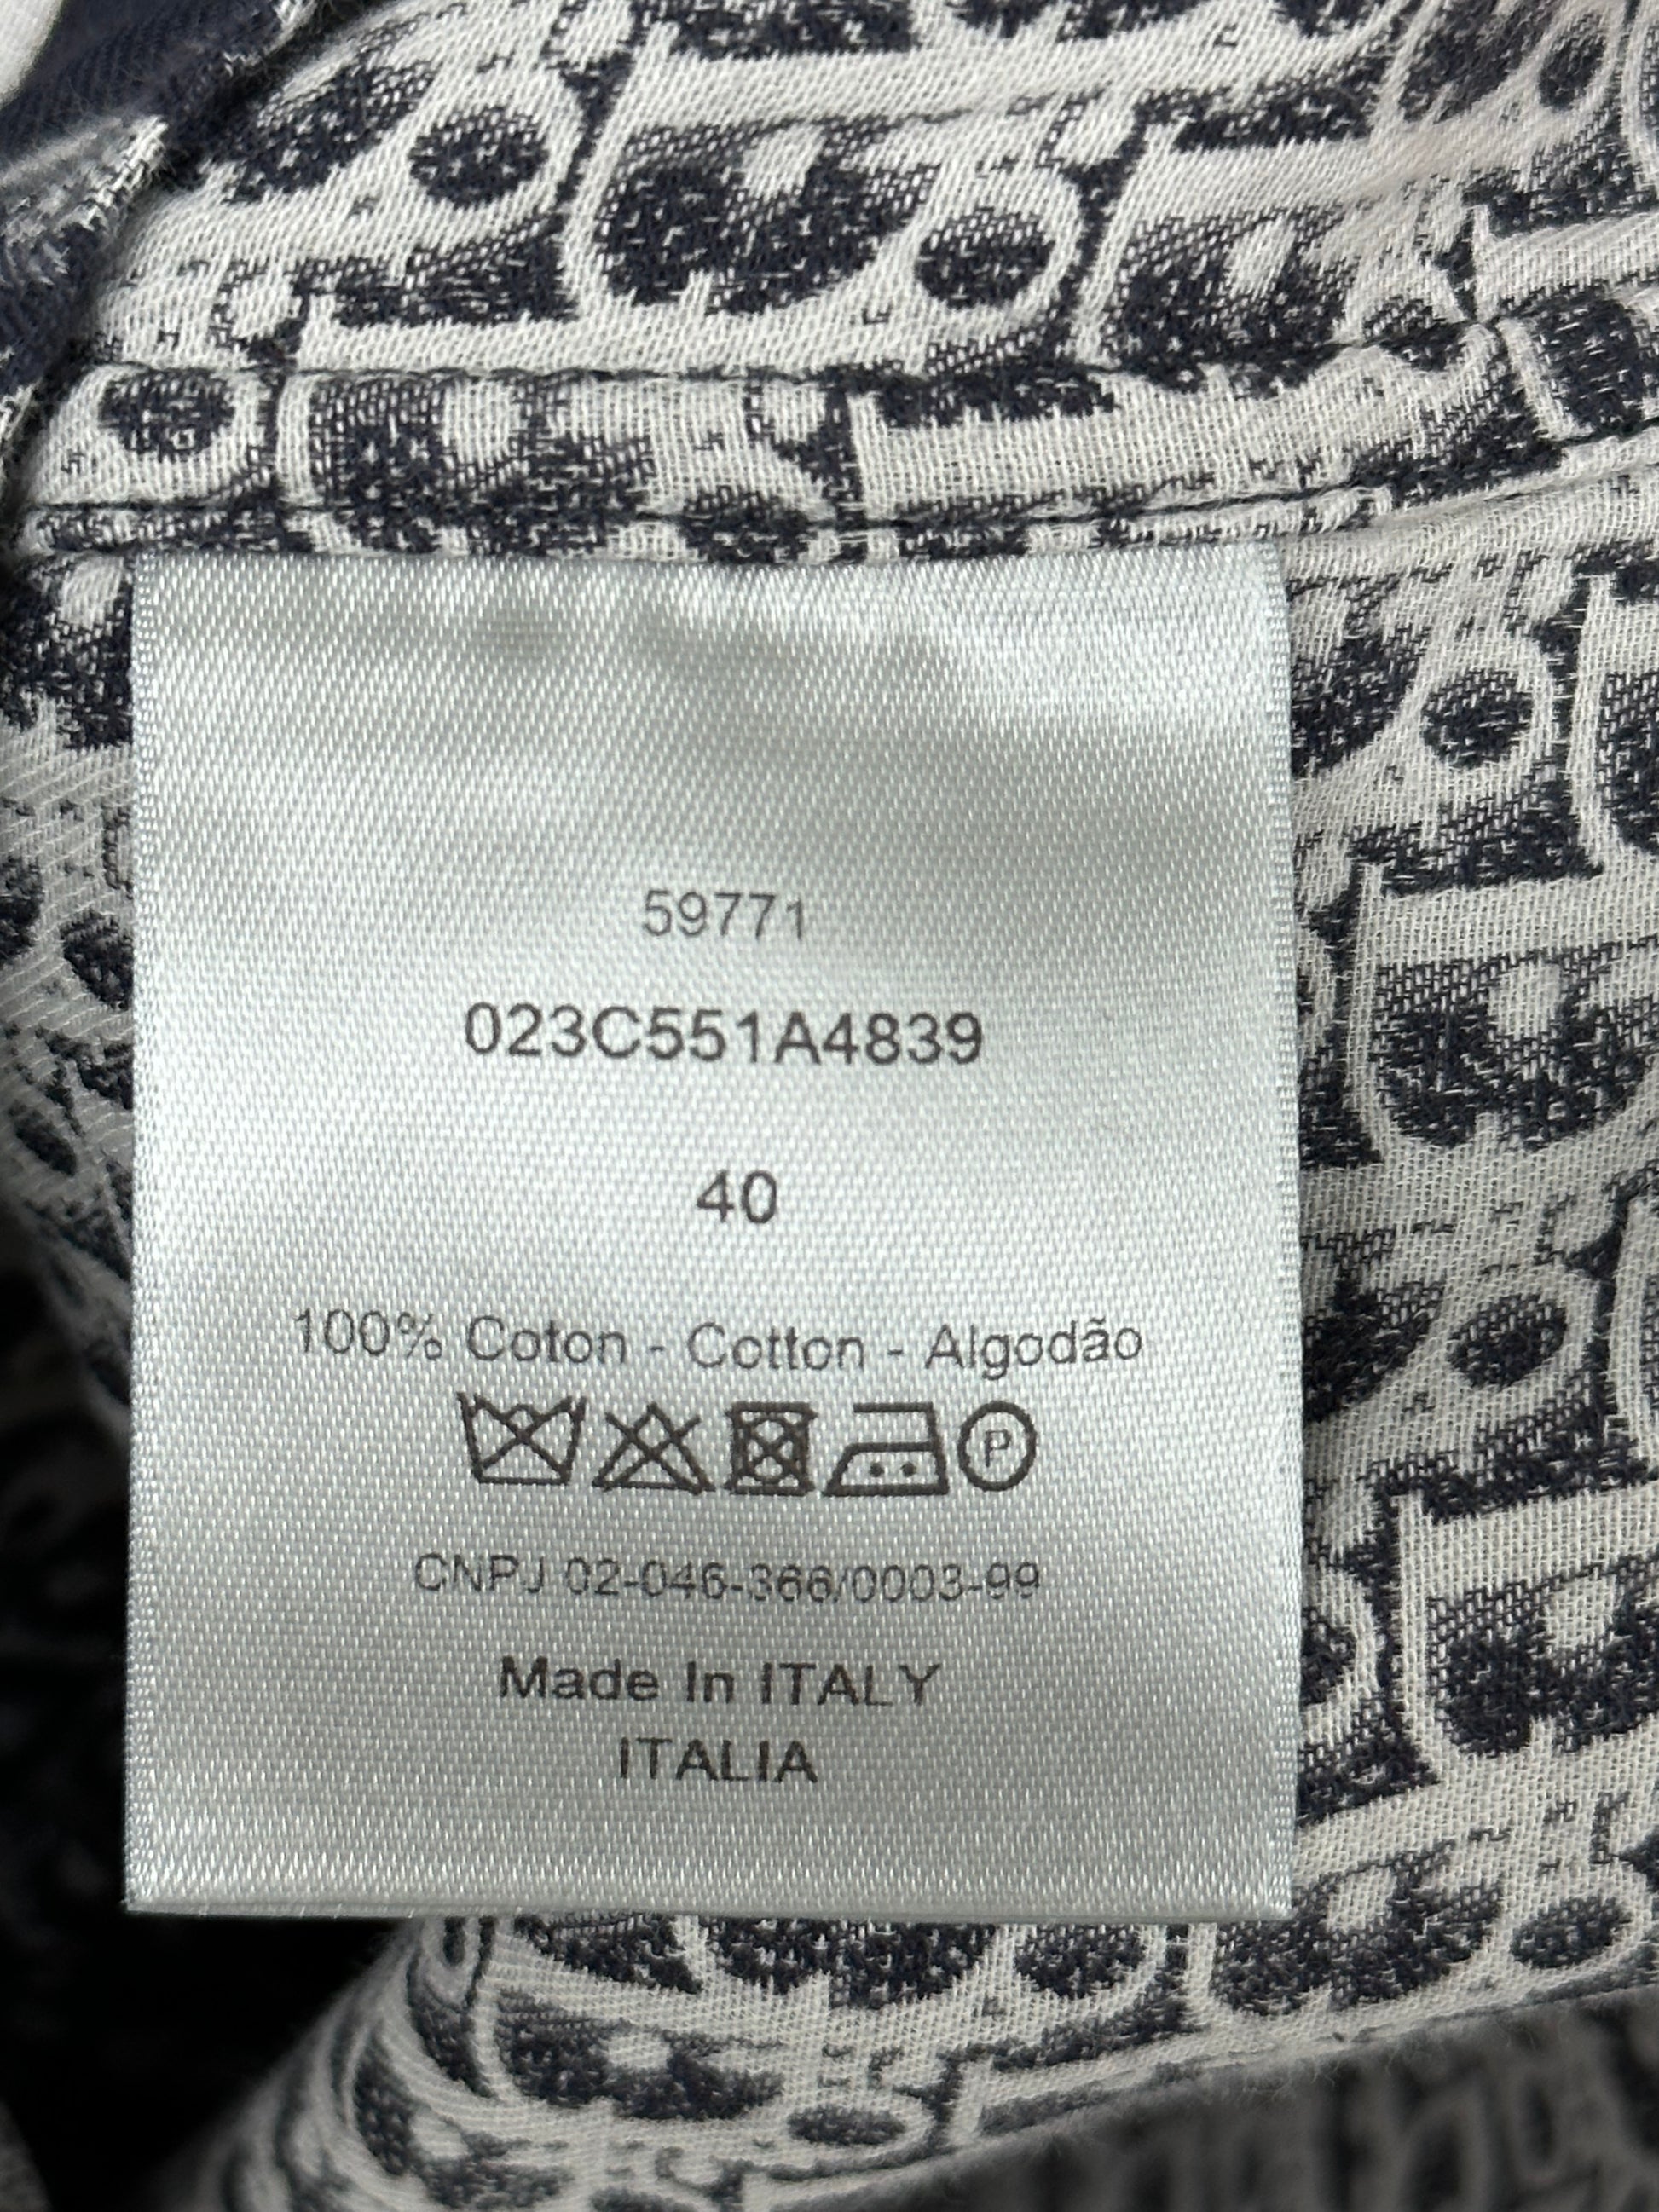 59771
023C551A4839
40
100% Coton - Cotton - Algodão
P
CNPJ 02-046-366/0003-99
Made In ITALY
ITALIA